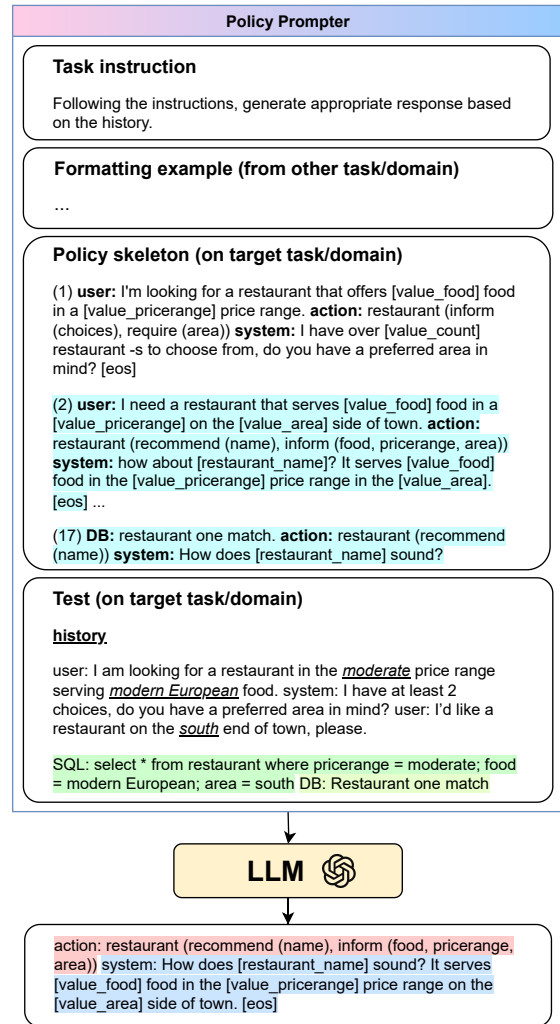 Policy Prompter
Task instruction
Following the instructions, generate appropriate response based
on the history.
Formatting example (from other task/domain)
...
Policy skeleton (on target task/domain)
(1) user: I'm looking for a restaurant that offers [value_food] food
in a [value_pricerange] price range. action: restaurant (inform
(choices), require (area)) system: I have over [value_count]
restaurant -s to choose from, do you have a preferred area in
mind? [eos]
(2) user: I need a restaurant that serves [value_food] food in a
[value_pricerange] on the [value_area] side of town. action:
restaurant (recommend (name), inform (food, pricerange, area))
system: how about [restaurant_name]? It serves [value_food]
food in the [value_pricerange] price range in the [value_area].
[eos] ...
(17) DB: restaurant one match. action: restaurant (recommend
(name)) system: How does [restaurant_name] sound?
Test (on target task/domain)
history
user: I am looking for a restaurant in the moderate price range
serving modern European food. system: I have at least 2
choices, do you have a preferred area in mind? user: I'd like a
restaurant on the south end of town, please.
SQL: select * from restaurant where pricerange = moderate; food
= modern European; area = south DB: Restaurant one match
LLM
action: restaurant (recommend (name), inform (food, pricerange,
area)) system: How does [restaurant_name] sound? It serves
[value_food] food in the [value_pricerange] price range on the
[value_area] side of town. [eos]